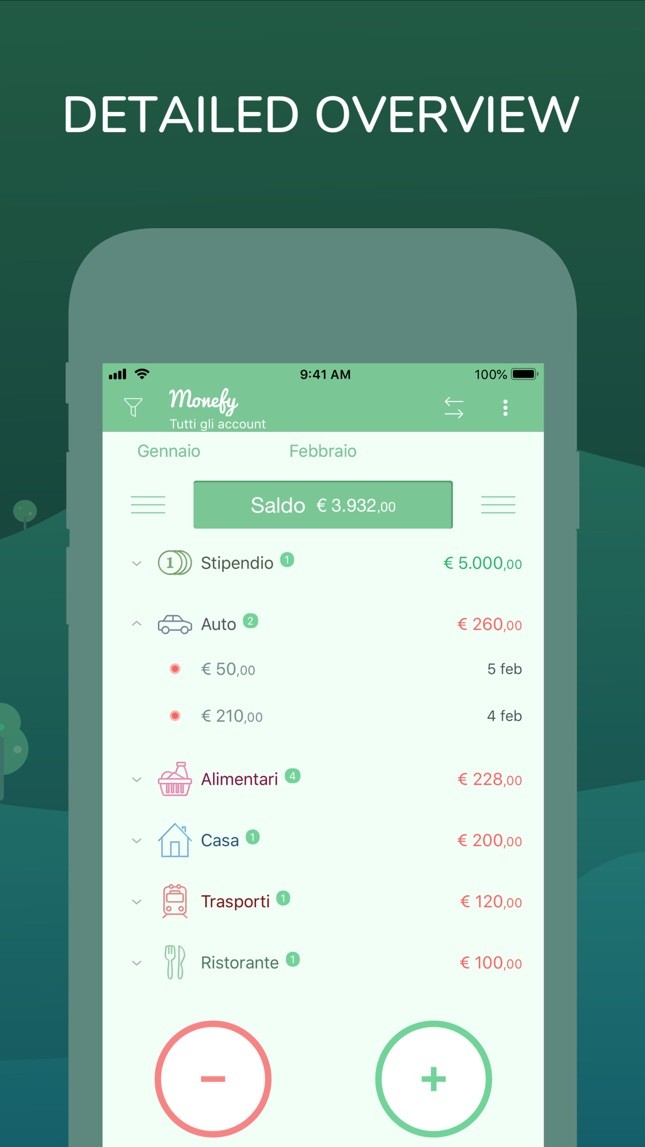 DETAILED OVERVIEW
9:41 AM 100%
Monefy
Tutti gli account
Gennaio Febbraio
Saldo € 3.932,00
1 Stipendio 1 € 5.000,00
Auto 2 € 260,00
€ 50,00 5 feb
€ 210,00 4 feb
Alimentari 4 € 228,00
Casa 1 € 200,00
Trasporti 1 € 120,00
Ristorante 1 € 100,00